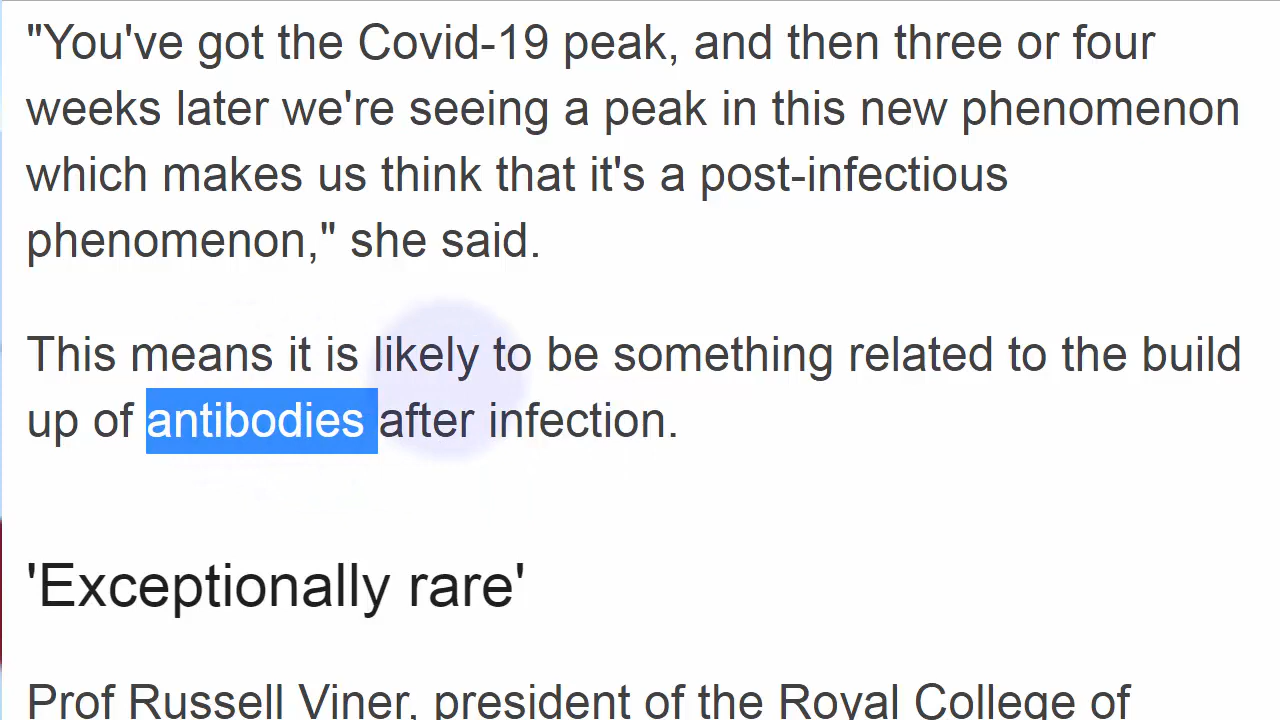 "You've got the Covid-19 peak, and then three or four
weeks later we're seeing a peak in this new phenomenon
which makes us think that it's a post-infectious
phenomenon," she said.
This means it is likely to be something related to the build
up of antibodies after infection.
'Exceptionally rare'
Prof Russell Viner, president of the Royal College of